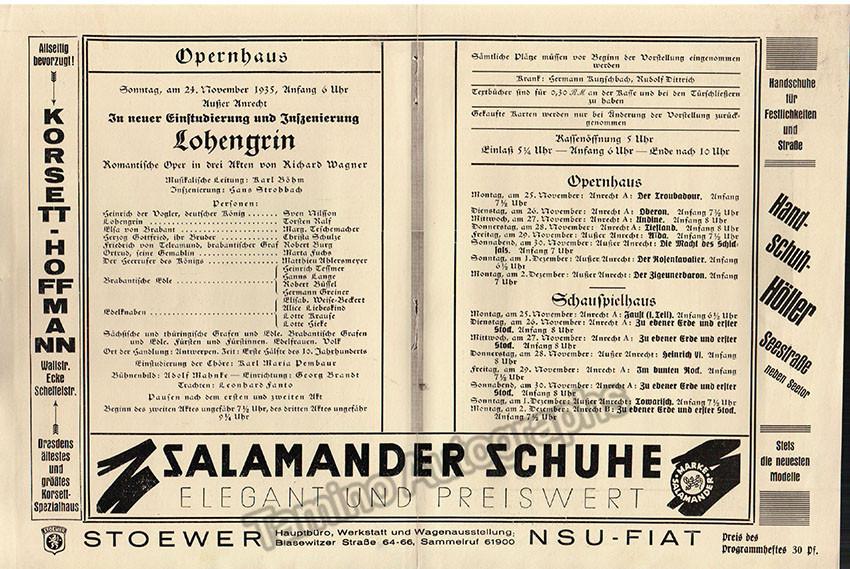 Allseitig
bevorzugt!
KORSETT-HOFFMANN
Wallstr.
Ecke
Scheffelstr.
Dresdens
ältestes
und
größtes
Korsett-
Spezialhaus
Opernhaus
Sonntag, am 24. November 1935, Anfang 6 Uhr
Außer Anrecht
In neuer Einstudierung und Inszenierung
Lohengrin
Romantische Oper in drei Akten von Richard Wagner
Musikalische Leitung: Karl Böhm
Inszenierung: Hans Strohbach
Personen:
Heinrich der Vogler, deutscher König ........ Sven Nilsson
Lohengrin ........ Torsten Ralf
Elsa von Brabant ........ Marg. Teschemacher
Herzog Gottfried, ihr Bruder ........ Christa Schulze
Friedrich von Telramund, brabantischer Graf Robert Burg
Ortrud, seine Gemahlin ........ Marta Fuchs
Der Heerrufer des Königs ........ Matthieu Ahlersmeyer
Heinrich Tessmer
Hanns Lange
Brabantische Edle ........ Robert Büssel
Hermann Greiner
Elisab. Weise-Beckert
Alice Liebeskind
Edelknaben ........ Lotte Krause
Lotte Hieke
Sächsische und thüringische Grafen und Edle. Brabantische Grafen
und Edle. Fürsten und Fürstinnen. Edelfrauen. Volk
Ort der Handlung: Antwerpen. Zeit: Erste Hälfte des 10. Jahrhunderts
Einstudierung der Chöre: Karl Maria Pembaur
Bühnenbild: Adolf Mahnke — Einrichtung: Georg Brandt
Trachten: Leonhard Fanto
Pausen nach dem ersten und zweiten Akt
Beginn des zweiten Aktes ungefähr 7½ Uhr, des dritten Aktes ungefähr
9¼ Uhr
Sämtliche Plätze müssen vor Beginn der Vorstellung eingenommen
werden
Krank: Hermann Kutzschbach, Rudolf Dittrich
Textbücher sind für 0,30 RM an der Kasse und bei den Türschließern
zu haben
Gekaufte Karten werden nur bei Änderung der Vorstellung zurück-
genommen
Kassenöffnung 5 Uhr
Einlaß 5¼ Uhr — Anfang 6 Uhr — Ende nach 10 Uhr
Opernhaus
Montag, am 25. November: Anrecht A: Der Troubadour. Anfang
7½ Uhr
Dienstag, am 26. November: Anrecht A: Oberon. Anfang 7½ Uhr
Mittwoch, am 27. November: Anrecht A: Undine. Anfang 8 Uhr
Donnerstag, am 28. November: Anrecht A: Tiefland. Anfang 8 Uhr
Freitag, am 29. November: Außer Anrecht: Aida. Anfang 7½ Uhr
Sonnabend, am 30. November: Außer Anrecht: Die Macht des Schick-
sals. Anfang 7 Uhr
Sonntag, am 1. Dezember: Außer Anrecht: Der Rosenkavalier. Anfang
6½ Uhr
Montag, am 2. Dezember: Anrecht A: Der Zigeunerbaron. Anfang
7 Uhr
Schauspielhaus
Montag, am 25. November: Anrecht A: Faust (1. Teil). Anfang 6½ Uhr
Dienstag, am 26. November: Anrecht A: Zu ebener Erde und erster
Stock. Anfang 8 Uhr
Mittwoch, am 27. November: Anrecht A: Zu ebener Erde und erster
Stock. Anfang 8 Uhr
Donnerstag, am 28. November: Außer Anrecht: Heinrich VI. Anfang
8 Uhr
Freitag, am 29. November: Anrecht A: Im bunten Rock. Anfang
8 Uhr
Sonnabend, am 30. November: Anrecht A: Zu ebener Erde und erster
Stock. Anfang 8 Uhr
Sonntag, am 1. Dezember: Außer Anrecht: Towarisch. Anfang 7½ Uhr
Montag, am 2. Dezember: Anrecht B: Zu ebener Erde und erster Stock.
Anfang 8 Uhr
Handschuhe
für
Festlichkeiten
und
Straße
Hand-
schuh-
Höller
Seestraße
neben Seetor
Stets
die neuesten
Modelle
SALAMANDER SCHUHE
ELEGANT UND PREISWERT
MARKE
SALAMANDER
STOEWER
STOEWER Hauptbüro, Werkstatt und Wagenausstellung; NSU-FIAT
Blasewitzer Straße 64-66, Sammelruf 61900
Preis des
Programmheftes 30 Pf.
Tamino Autographs